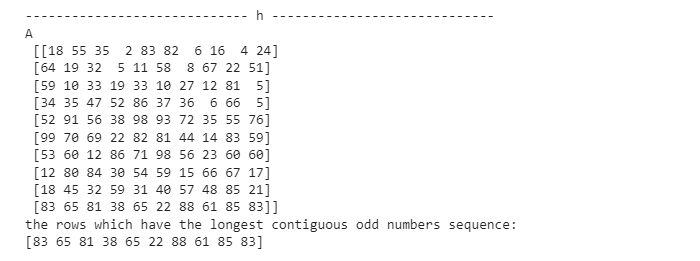 ---------------------------- h ----------------------------
A
[[18 55 35  2 83 82  6 16  4 24]
[64 19 32  5 11 58  8 67 22 51]
[59 10 33 19 33 10 27 12 81  5]
[34 35 47 52 86 37 36  6 66  5]
[52 91 56 38 98 93 72 35 55 76]
[99 70 69 22 82 81 44 14 83 59]
[53 60 12 86 71 98 56 23 60 60]
[12 80 84 30 54 59 15 66 67 17]
[18 45 32 59 31 40 57 48 85 21]
[83 65 81 38 65 22 88 61 85 83]]
the rows which have the longest contiguous odd numbers sequence:
[83 65 81 38 65 22 88 61 85 83]